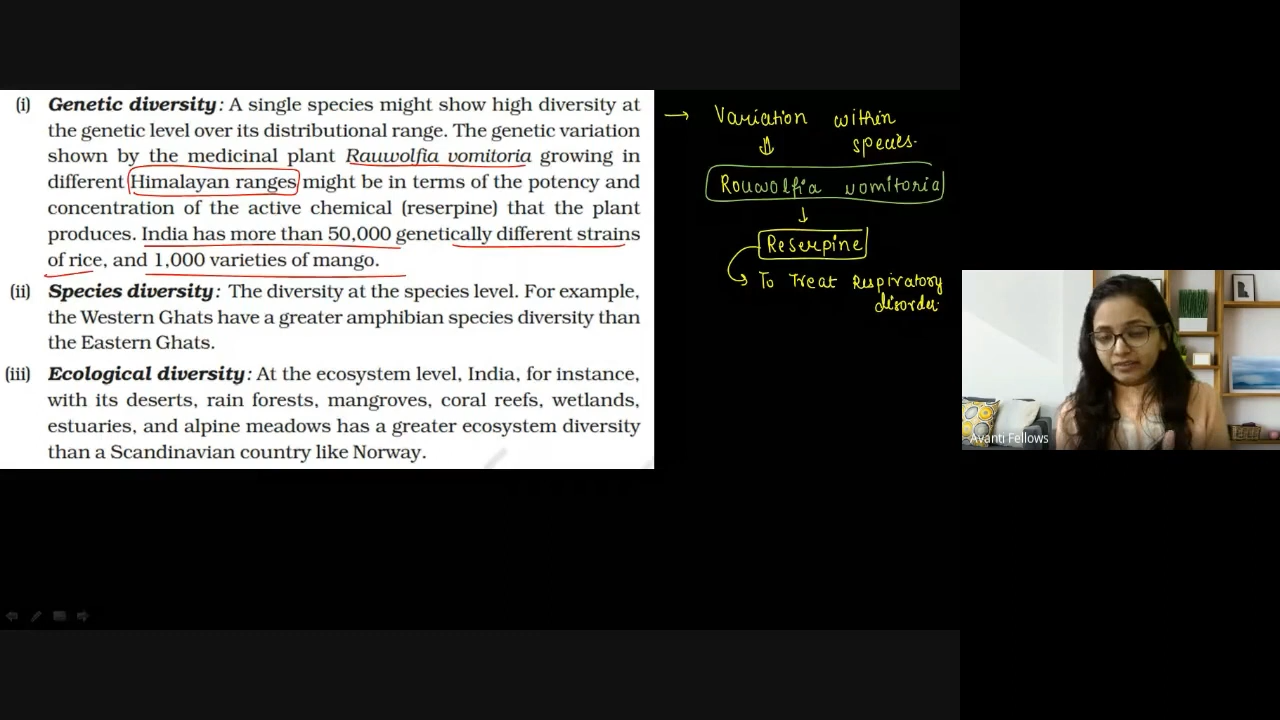 (i) Genetic diversity: A single species might show high diversity at
the genetic level over its distributional range. The genetic variation
shown by the medicinal plant Rauwolfia vomitoria growing in
different Himalayan ranges might be in terms of the potency and
concentration of the active chemical (reserpine) that the plant
produces. India has more than 50,000 genetically different strains
of rice, and 1,000 varieties of mango.
(ii) Species diversity: The diversity at the species level. For example,
the Western Ghats have a greater amphibian species diversity than
the Eastern Ghats.
(iii) Ecological diversity: At the ecosystem level, India, for instance,
with its deserts, rain forests, mangroves, coral reefs, wetlands,
estuaries, and alpine meadows has a greater ecosystem diversity
than a Scandinavian country like Norway.
→ Variation within
species.
Rouwolfia vomitoria
Reserpine
To Treat Respiratory
disorder.
Avanti Fellows